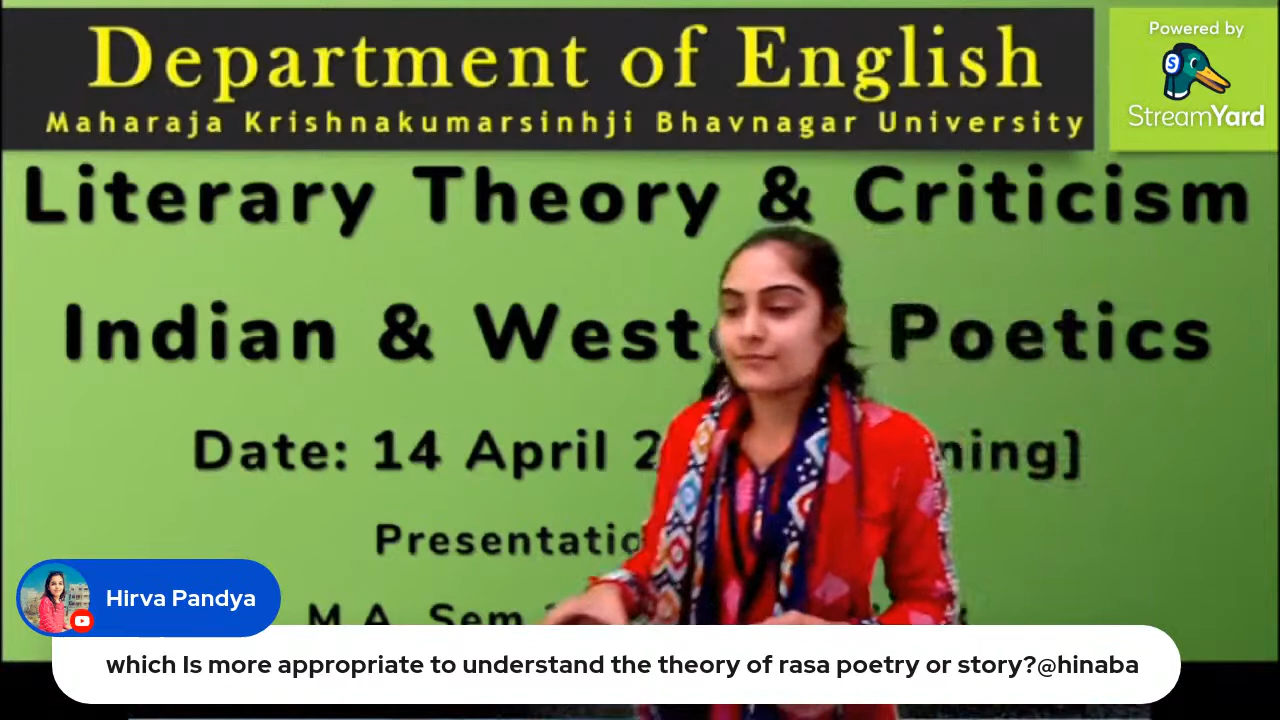 Department of English
Maharaja Krishnakumarsinhji Bhavnagar University
Powered by
S
StreamYard
Literary Theory & Criticism
Indian & West Poetics
Date: 14 April 2 ning]
Presentatio
M.A. Sem
Hirva Pandya
which Is more appropriate to understand the theory of rasa poetry or story?@hinaba